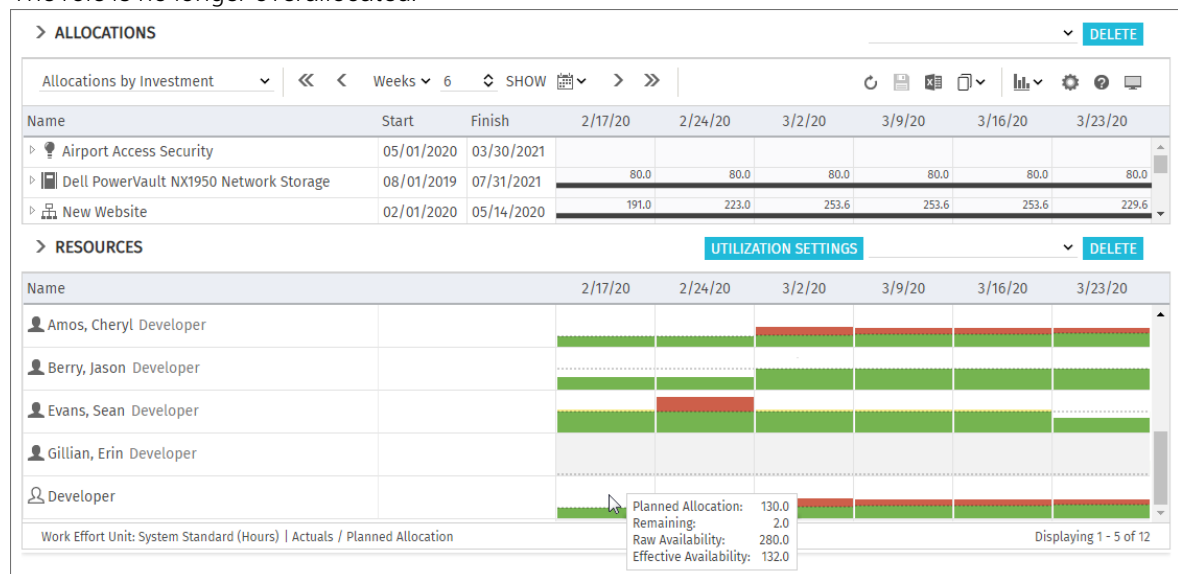 The role is no longer overallocated.
ALLOCATIONS
DELETE
Allocations by Investment Weeks 6 SHOW
Name Start Finish 2/17/20 2/24/20 3/2/20 3/9/20 3/16/20 3/23/20
Airport Access Security 05/01/2020 03/30/2021
Dell PowerVault NX1950 Network Storage 08/01/2019 07/31/2021 80.0 80.0 80.0 80.0 80.0 80.0
New Website 02/01/2020 05/14/2020 191.0 223.0 253.6 253.6 253.6 229.6
RESOURCES UTILIZATION SETTINGS DELETE
Name 2/17/20 2/24/20 3/2/20 3/9/20 3/16/20 3/23/20
Amos, Cheryl Developer
Berry, Jason Developer
Evans, Sean Developer
Gillian, Erin Developer
Developer
Planned Allocation: 130.0
Remaining: 2.0
Raw Availability: 280.0
Effective Availability: 132.0
Work Effort Unit: System Standard (Hours) | Actuals / Planned Allocation Displaying 1 - 5 of 12